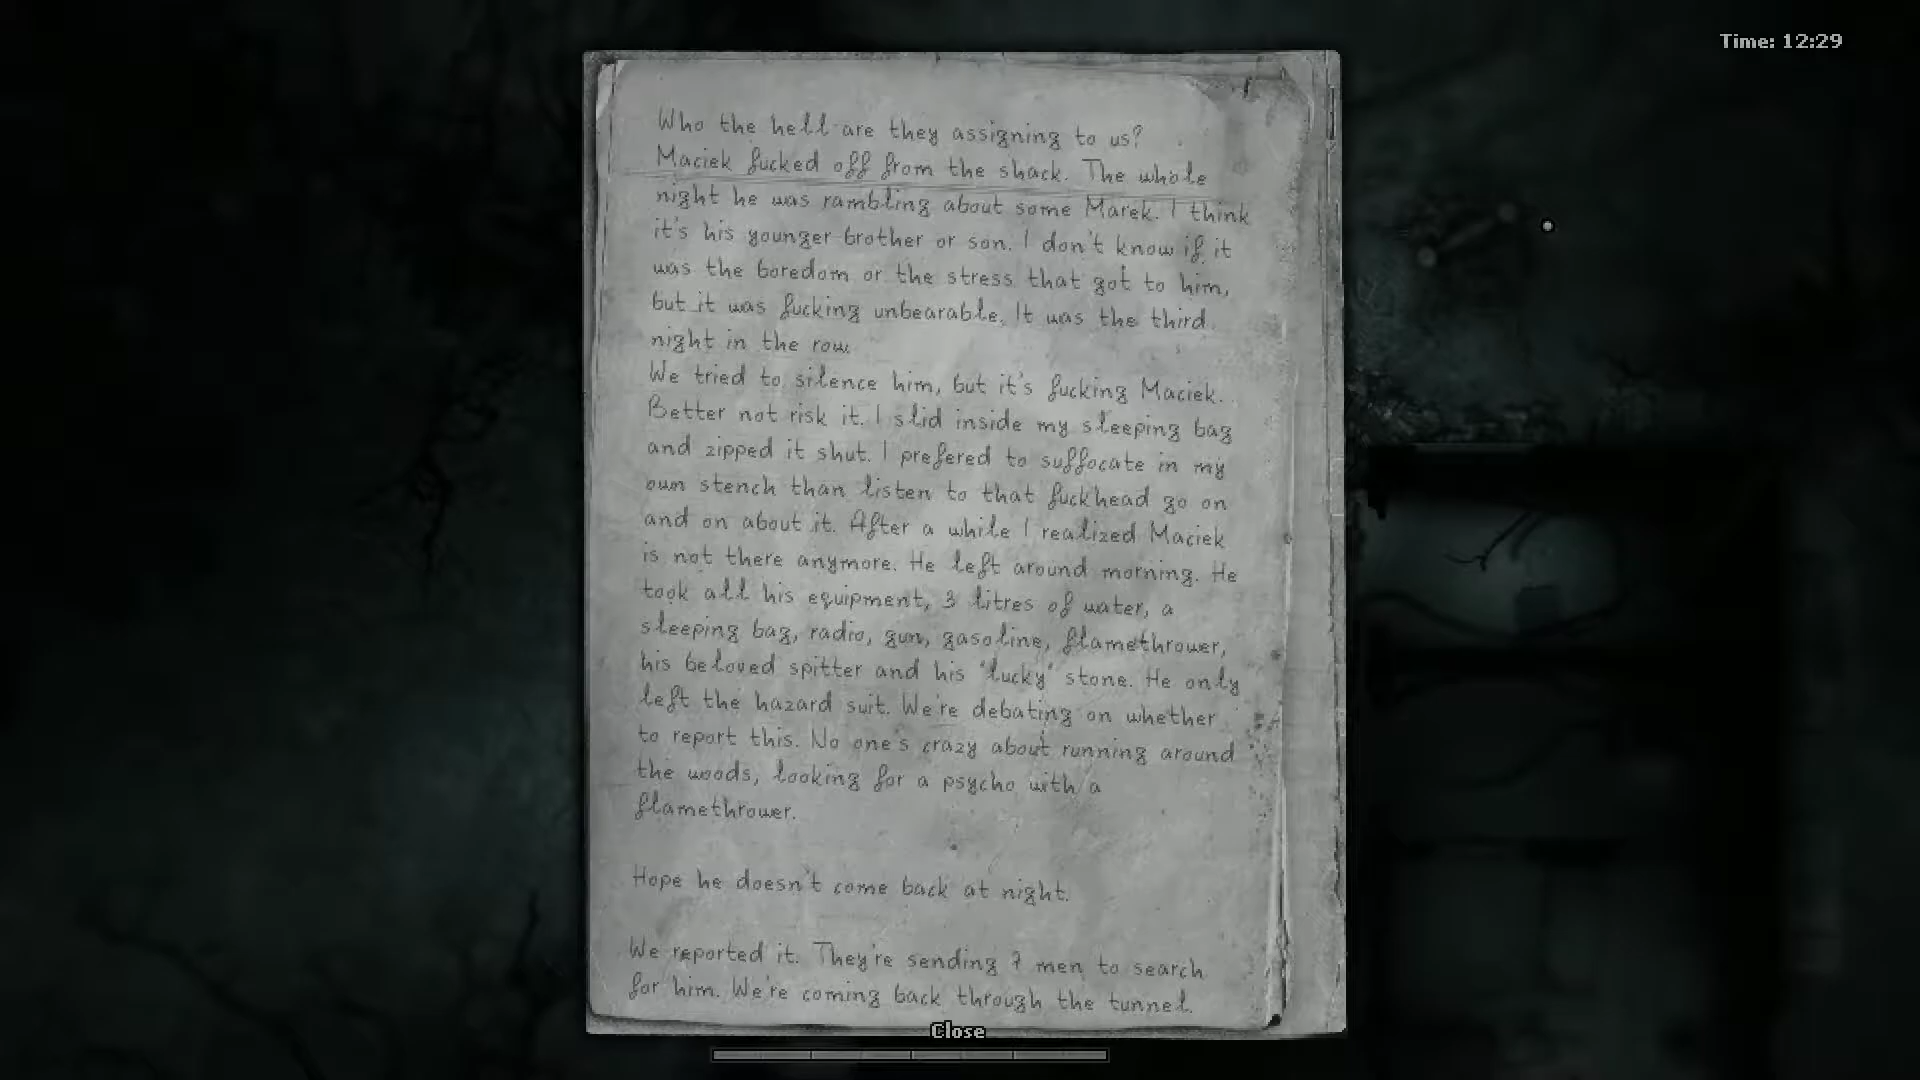 Time: 12:29
Who the hell are they assigning to us?
Maciek fucked off from the shack. The whole
night he was rambling about some Marek. I think
it's his younger brother or son. I don't know if it
was the boredom or the stress that got to him,
but it was fucking unbearable. It was the third
night in the row.
We tried to silence him, but it's fucking Maciek.
Better not risk it. I slid inside my sleeping bag
and zipped it shut. I prefered to suffocate in my
own stench than listen to that fuckhead go on
and on about it. After a while I realized Maciek
is not there anymore. He left around morning. He
took all his equipment, 3 litres of water, a
sleeping bag, radio, gun, gasoline, flamethrower,
his beloved spitter and his "lucky" stone. He only
left the hazard suit. We're debating on whether
to report this. No one's crazy about running around
the woods, looking for a psycho with a
flamethrower.
Hope he doesn't come back at night.
We reported it. They're sending 7 men to search
for him. We're coming back through the tunnel.
Close